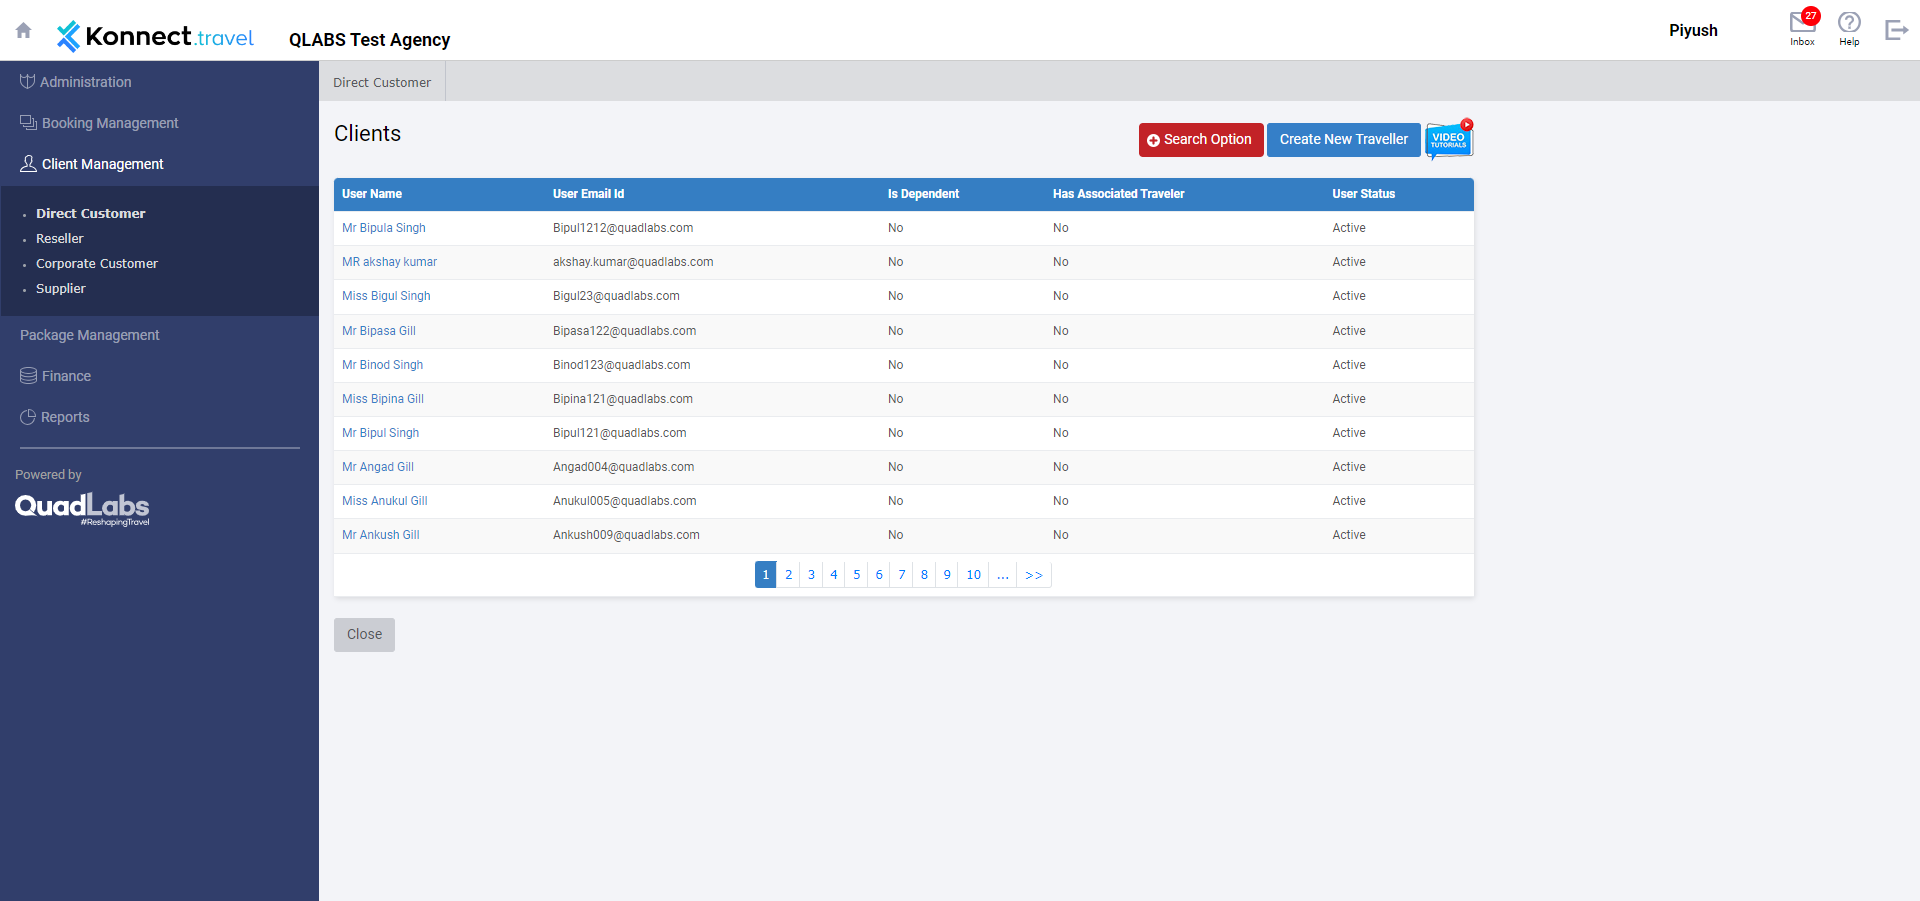 Konnect.travel
QLABS Test Agency
Piyush
27
Inbox
Help
Administration
Booking Management
Client Management
Direct Customer
Reseller
Corporate Customer
Supplier
Package Management
Finance
Reports
Powered by
QuadLabs
#ReshapingTravel
Direct Customer
Clients
Search Option
Create New Traveller
VIDEO
TUTORIALS
User Name User Email Id Is Dependent Has Associated Traveler User Status
Mr Bipula Singh Bipul1212@quadlabs.com No No Active
MR akshay kumar akshay.kumar@quadlabs.com No No Active
Miss Bigul Singh Bigul23@quadlabs.com No No Active
Mr Bipasa Gill Bipasa122@quadlabs.com No No Active
Mr Binod Singh Binod123@quadlabs.com No No Active
Miss Bipina Gill Bipina121@quadlabs.com No No Active
Mr Bipul Singh Bipul121@quadlabs.com No No Active
Mr Angad Gill Angad004@quadlabs.com No No Active
Miss Anukul Gill Anukul005@quadlabs.com No No Active
Mr Ankush Gill Ankush009@quadlabs.com No No Active
1 2 3 4 5 6 7 8 9 10 ... >>
Close